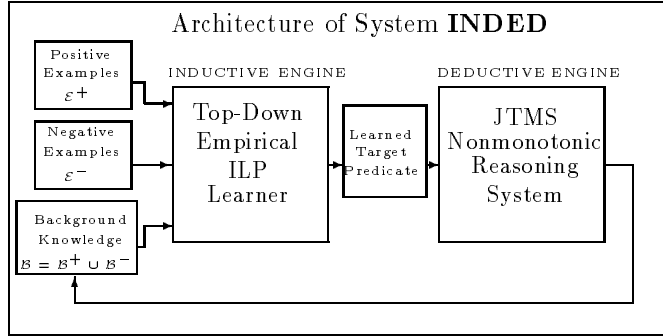 Architecture of System INDED
Positive
Examples
ε+
Negative
Examples
ε−
Background
Knowledge
B = B+ ∪ B−
INDUCTIVE ENGINE
Top-Down
Empirical
ILP
Learner
Learned
Target
Predicate
DEDUCTIVE ENGINE
JTMS
Nonmonotonic
Reasoning
System